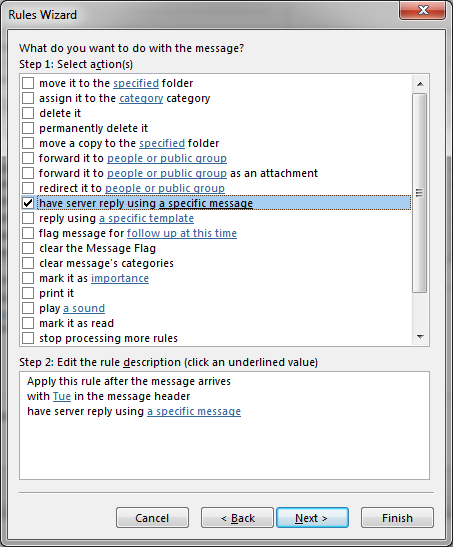 Rules Wizard
What do you want to do with the message?
Step 1: Select action(s)
move it to the specified folder
assign it to the category category
delete it
permanently delete it
move a copy to the specified folder
forward it to people or public group
forward it to people or public group as an attachment
redirect it to people or public group
have server reply using a specific message
reply using a specific template
flag message for follow up at this time
clear the Message Flag
clear message's categories
mark it as importance
print it
play a sound
mark it as read
stop processing more rules
Step 2: Edit the rule description (click an underlined value)
Apply this rule after the message arrives
with Tue in the message header
have server reply using a specific message
Cancel
< Back
Next >
Finish